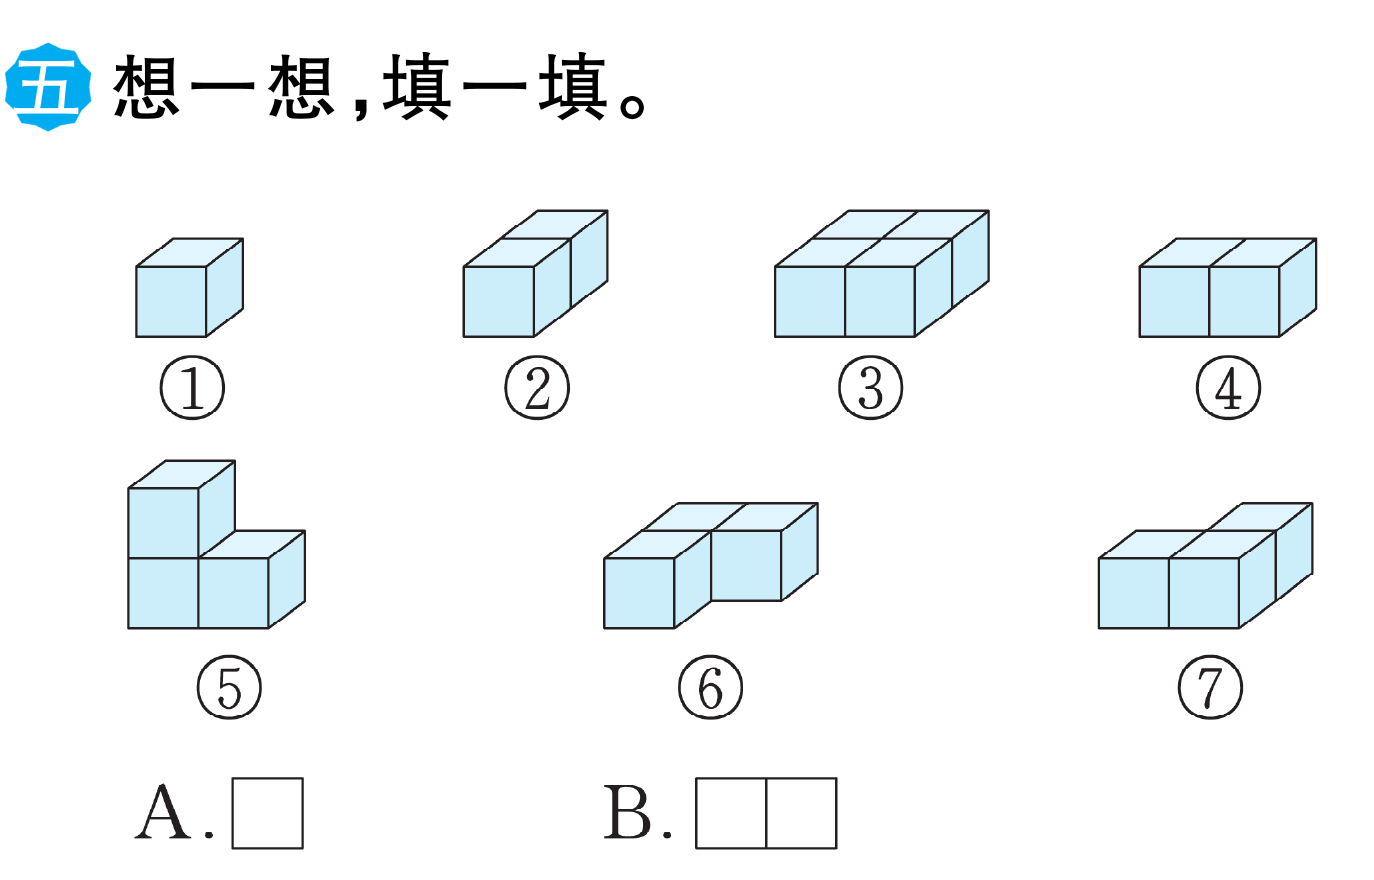 五 想一想,填一填。
① ② ③ ④
⑤ ⑥ ⑦
A. B.